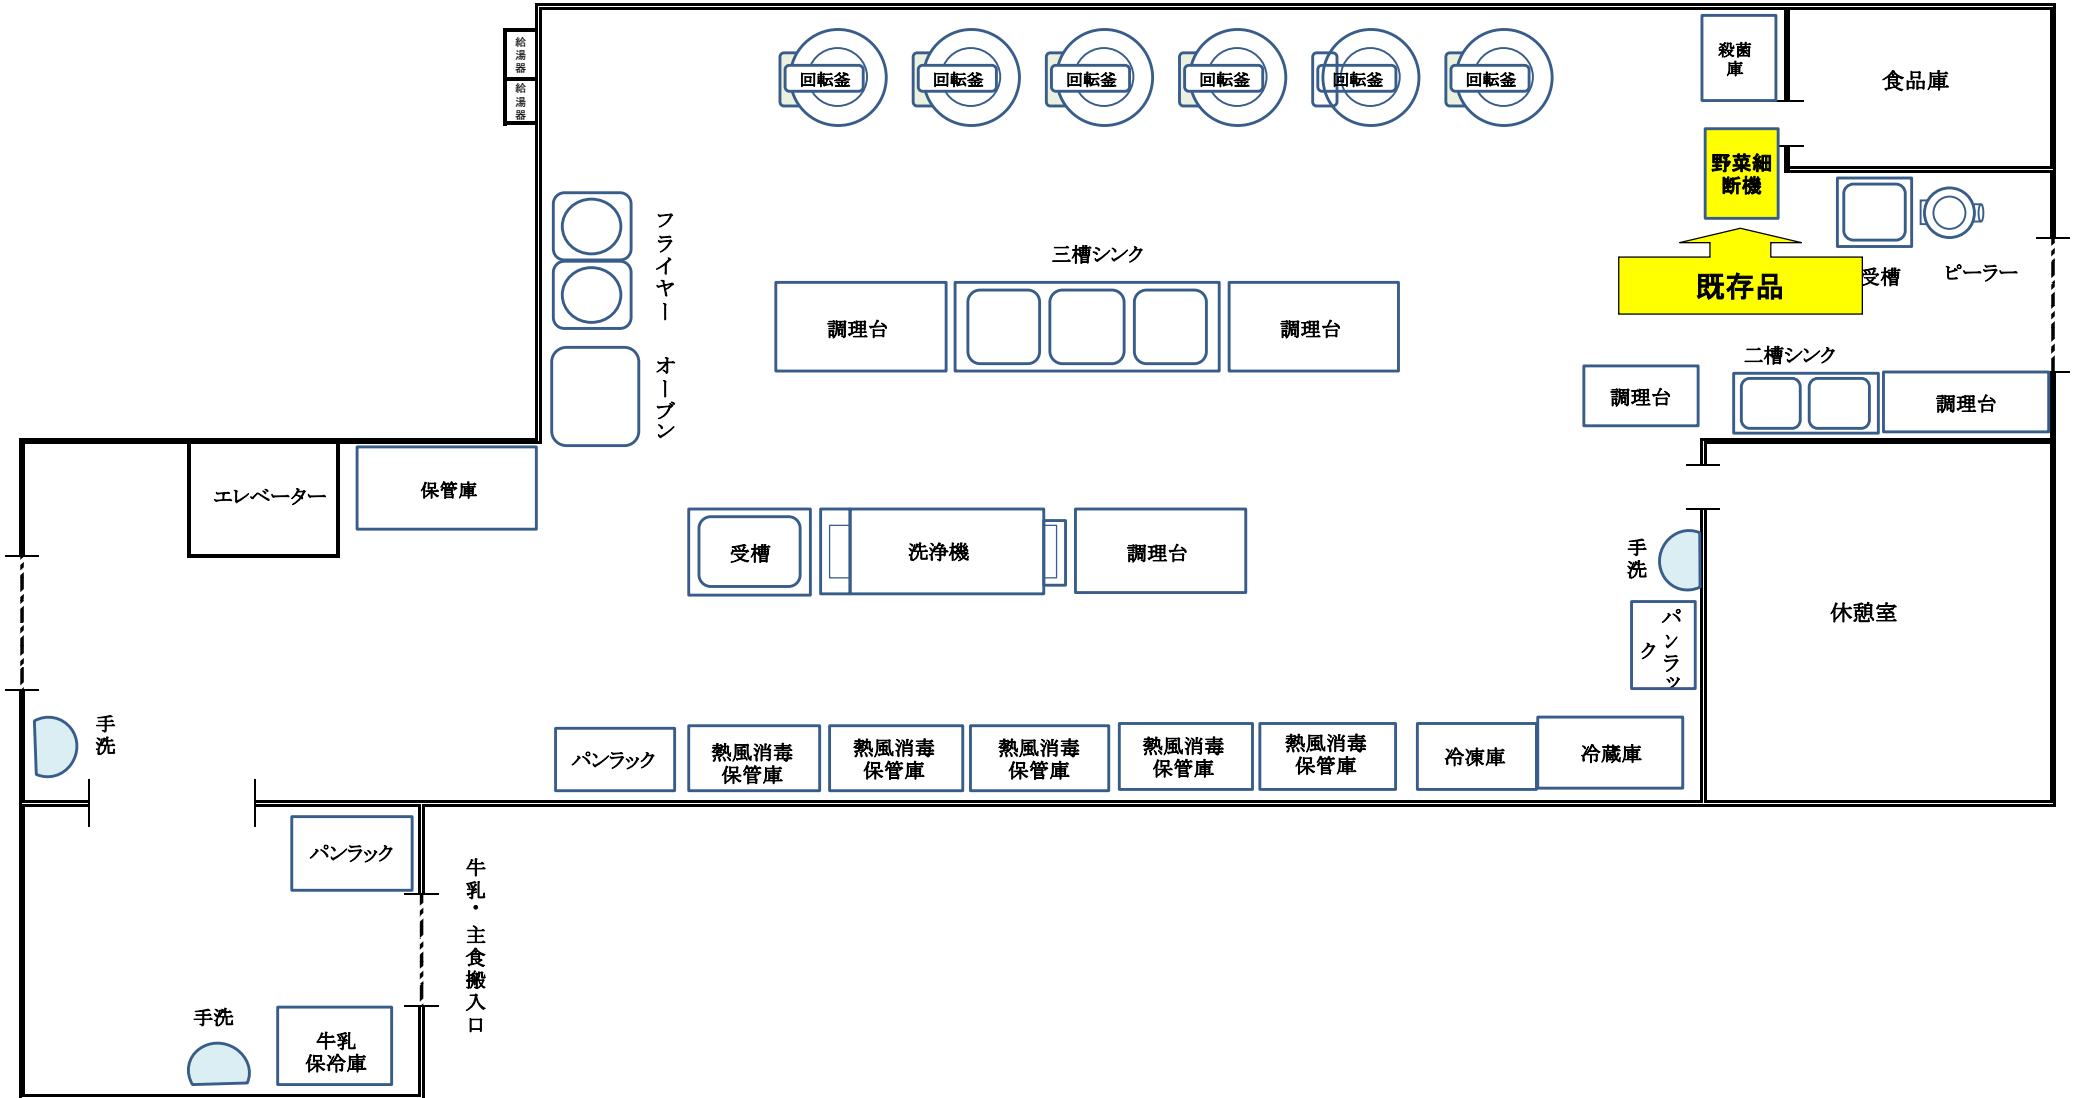 給湯器
給湯器
回転釜
回転釜
回転釜
回転釜
回転釜
回転釜
殺菌
庫
食品庫
野菜細
断機
既存品
受槽
ピーラー
フライヤー
三槽シンク
調理台
調理台
オーブン
二槽シンク
調理台
調理台
エレベーター
保管庫
受槽
洗浄機
調理台
手洗
パンラッ
ク
休憩室
手洗
パンラック
熱風消毒
保管庫
熱風消毒
保管庫
熱風消毒
保管庫
熱風消毒
保管庫
熱風消毒
保管庫
冷凍庫
冷蔵庫
パンラック
牛乳・主食搬入口
手洗
牛乳
保冷庫